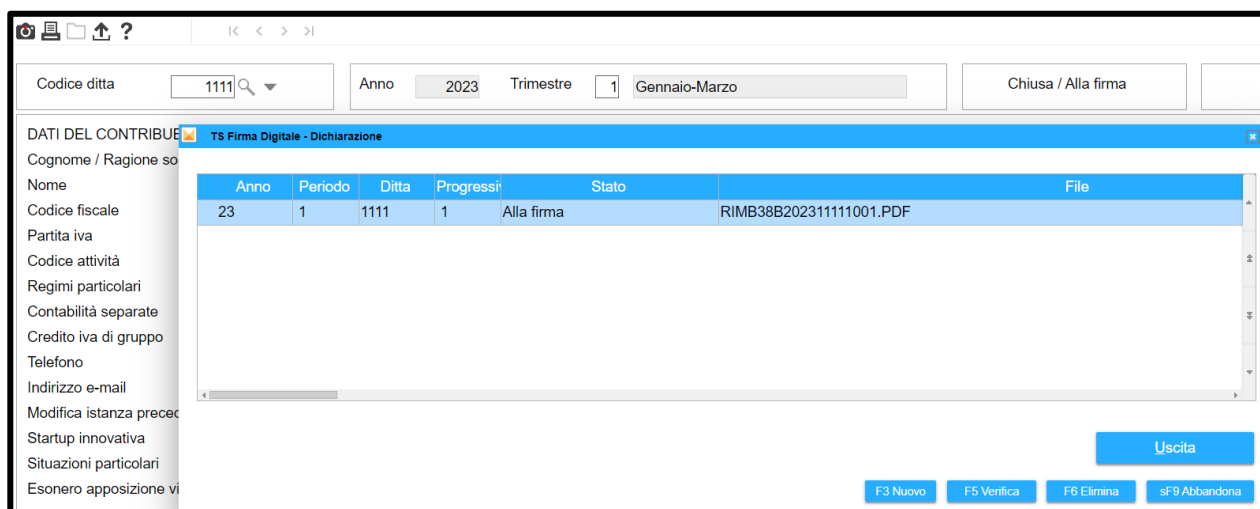 ?
Codice ditta 1111 Anno 2023 Trimestre 1 Gennaio-Marzo Chiusa / Alla firma
DATI DEL CONTRIBUE
TS Firma Digitale - Dichiarazione
Cognome / Ragione so
Nome
Codice fiscale
Partita iva
Codice attività
Regimi particolari
Contabilità separate
Credito iva di gruppo
Telefono
Indirizzo e-mail
Modifica istanza preced
Startup innovativa
Situazioni particolari
Esonero apposizione vi
Anno Periodo Ditta Progressiv Stato File
23 1 1111 1 Alla firma RIMB38B202311111001.PDF
Uscita
F3 Nuovo F5 Verifica F6 Elimina sF9 Abbandona